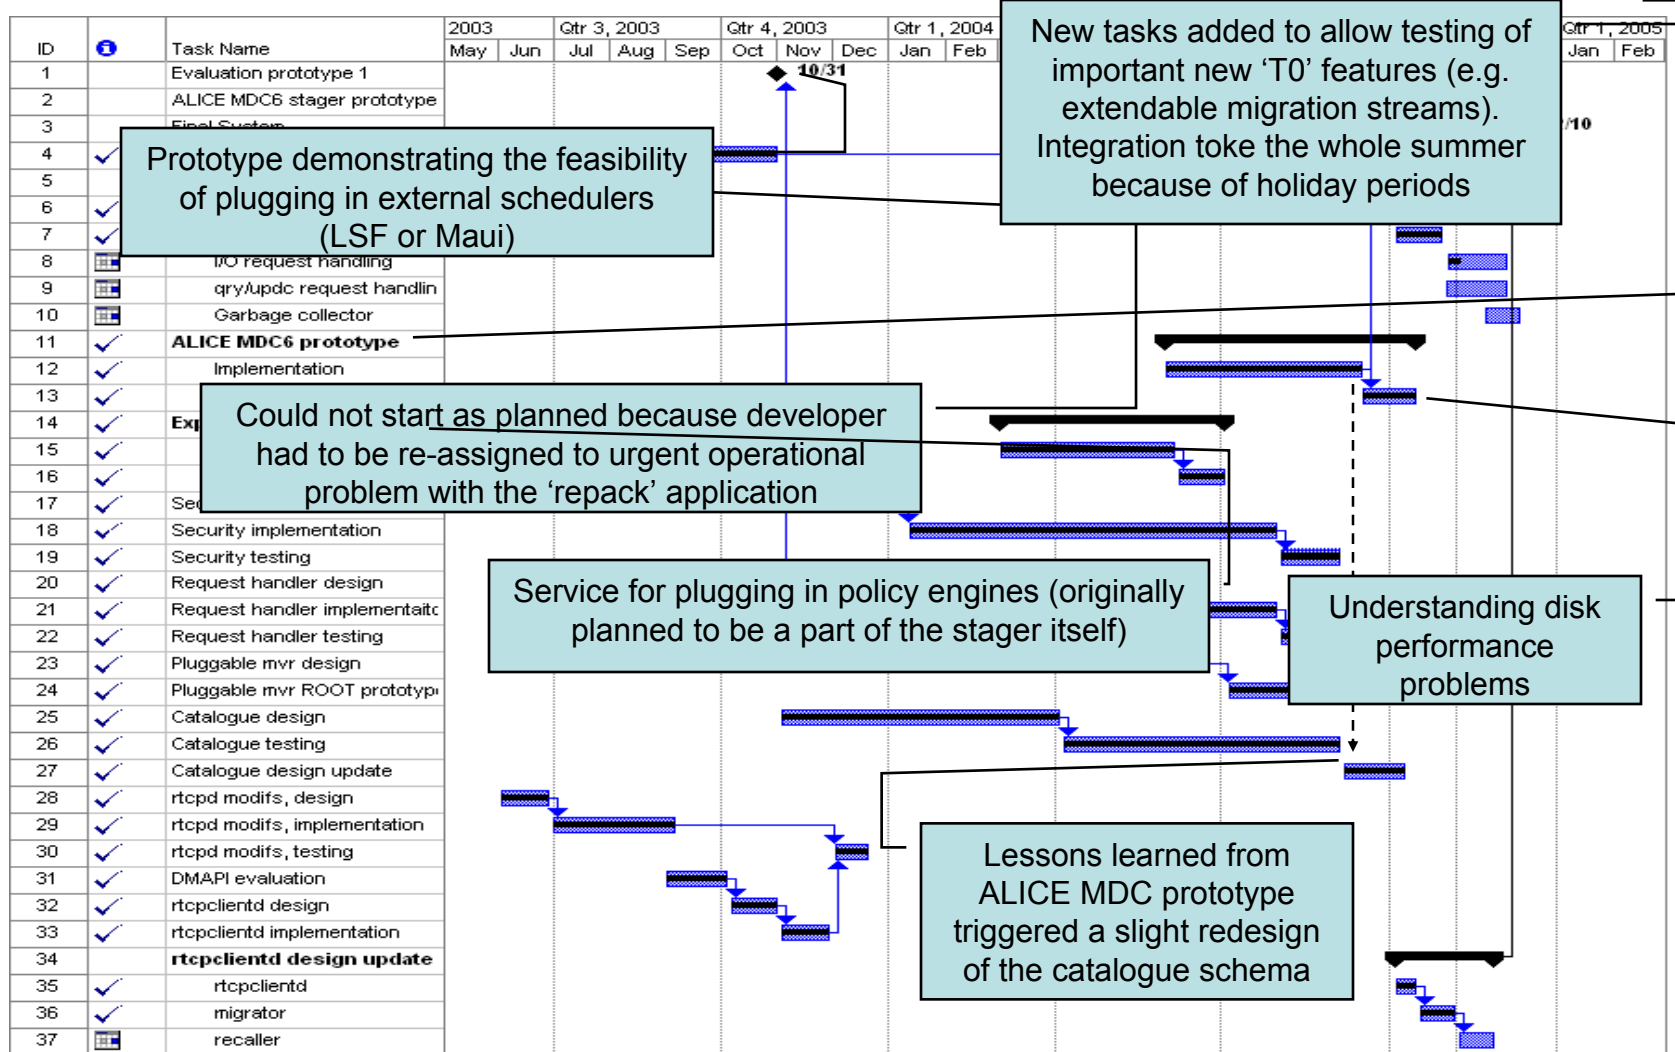 2003 Qtr 3, 2003 Qtr 4, 2003 Qtr 1, 2004 Qtr 1, 2005
ID Task Name May Jun Jul Aug Sep Oct Nov Dec Jan Feb Jan Feb
New tasks added to allow testing of
important new ‘T0’ features (e.g.
extendable migration streams).
Integration toke the whole summer
because of holiday periods
1 Evaluation prototype 1 10/31
2 ALICE MDC6 stager prototype
3 Final System /10
4
5
6
7
Prototype demonstrating the feasibility
of plugging in external schedulers
(LSF or Maui)
8 I/O request handling
9 qry/updc request handlin
10 Garbage collector
11 ALICE MDC6 prototype
12 Implementation
13
14 Exp
15
16
17 Sec
Could not start as planned because developer
had to be re-assigned to urgent operational
problem with the ‘repack’ application
18 Security implementation
19 Security testing
20 Request handler design
21 Request handler implementaitc
22 Request handler testing
23 Pluggable mvr design
24 Pluggable mvr ROOT prototyp
Service for plugging in policy engines (originally
planned to be a part of the stager itself)
Understanding disk
performance
problems
25 Catalogue design
26 Catalogue testing
27 Catalogue design update
28 rtcpd modifs, design
29 rtcpd modifs, implementation
30 rtcpd modifs, testing
31 DMAPI evaluation
32 rtcpclientd design
33 rtcpclientd implementation
Lessons learned from
ALICE MDC prototype
triggered a slight redesign
of the catalogue schema
34 rtcpclientd design update
35 rtcpclientd
36 migrator
37 recaller